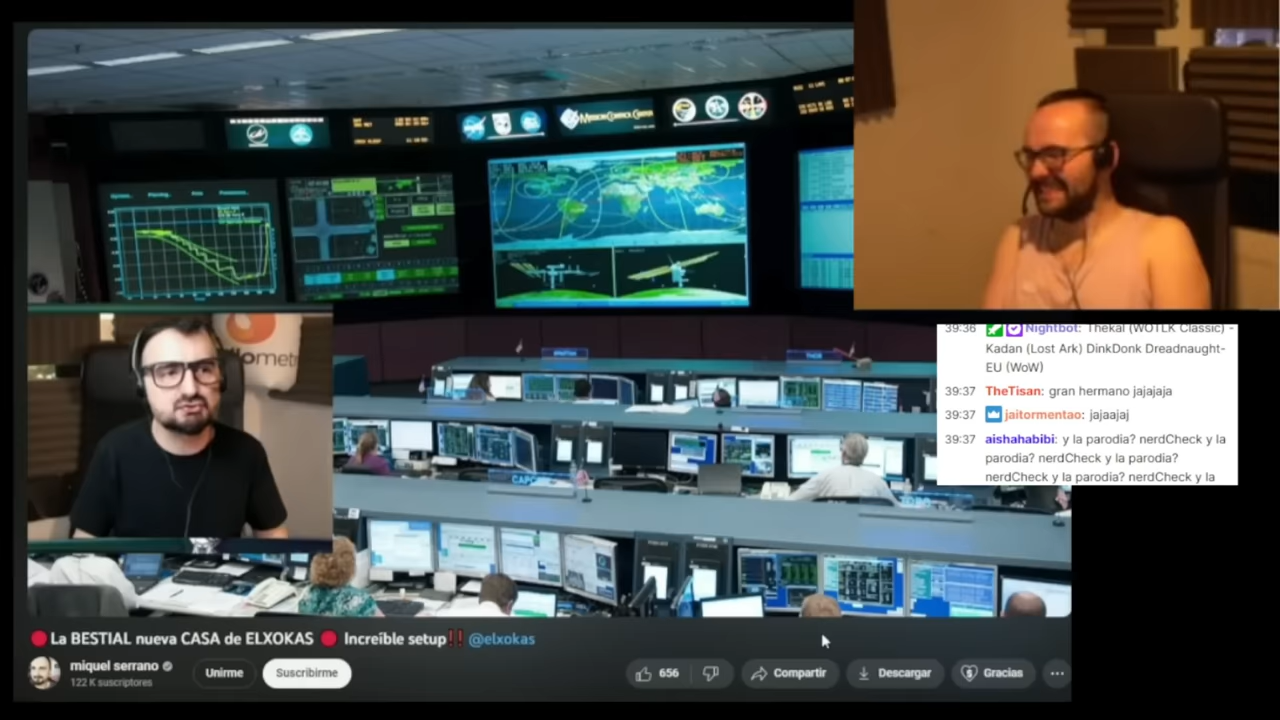 MISSION CONTROL CENTER
🔴La BESTIAL nueva CASA de ELXOKAS 🔴 Increíble setup‼️ @elxokas
miquel serrano
122 K suscriptores
Unirme
Suscribirme
656
Compartir
Descargar
Gracias
39:36 Nightbot: Thekal (WOTLK Classic) -
Kadan (Lost Ark) DinkDonk Dreadnaught-
EU (WoW)
39:37 TheTisan: gran hermano jajajaja
39:37 jaitormentao: jajaajaj
39:37 aishahabibi: y la parodia? nerdCheck y la
parodia? nerdCheck y la parodia?
nerdCheck y la parodia? nerdCheck y la